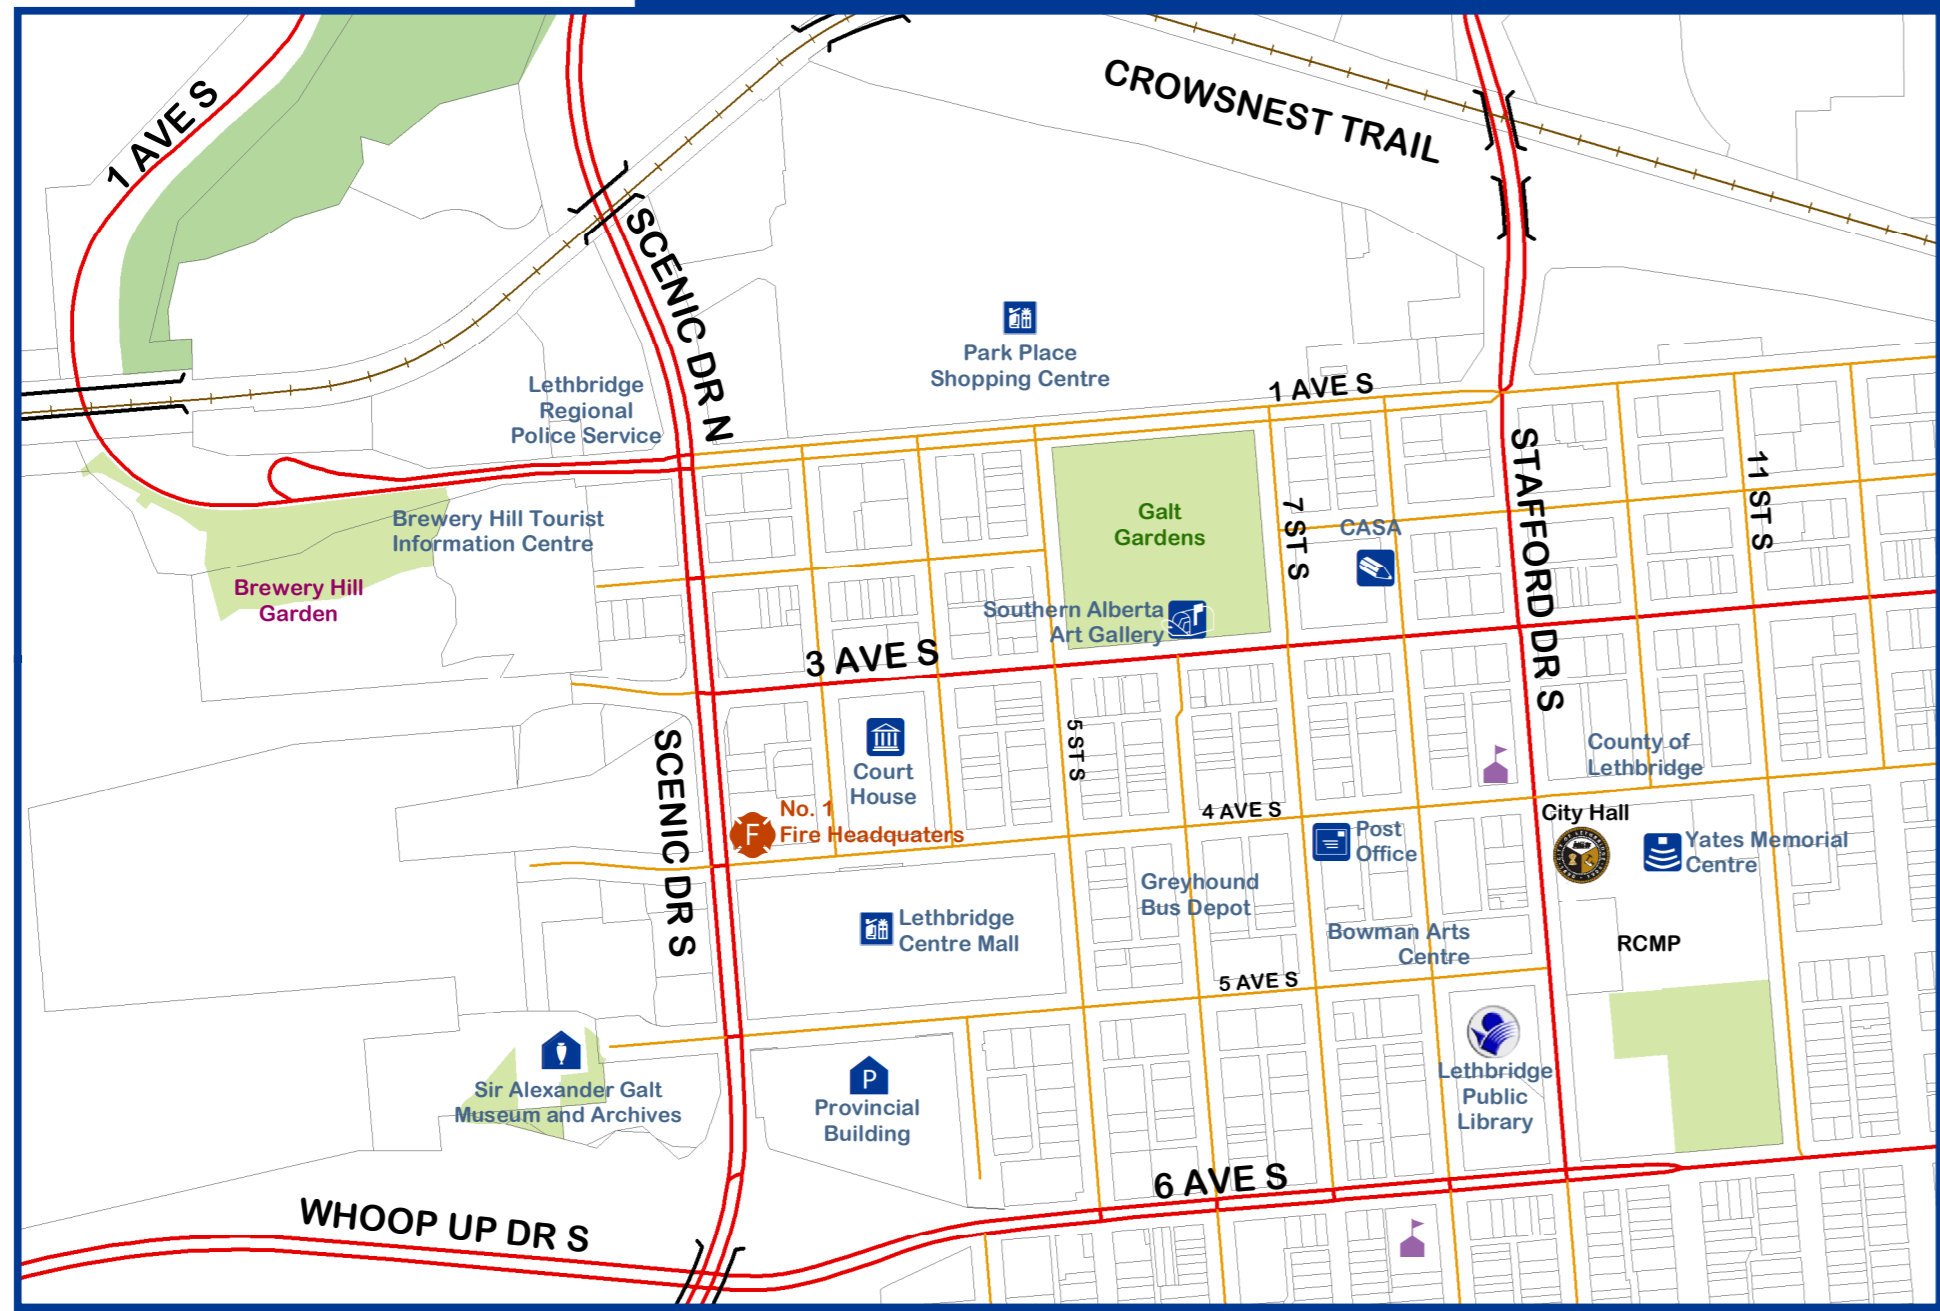 1 AVE S
CROWSNEST TRAIL
SCENIC DR N
Park Place
Shopping Centre
Lethbridge
Regional
Police Service
1 AVE S
STAFFORD DR S
11 ST S
7 ST S
Galt
Gardens
CASA
Brewery Hill Tourist
Information Centre
Brewery Hill
Garden
Southern Alberta
Art Gallery
3 AVE S
SCENIC DR S
5 ST S
Court
House
County of
Lethbridge
No. 1
Fire Headquaters
F
4 AVE S
City Hall
Post
Office
Yates Memorial
Centre
Greyhound
Bus Depot
Lethbridge
Centre Mall
Bowman Arts
Centre
RCMP
5 AVE S
Sir Alexander Galt
Museum and Archives
P
Provincial
Building
Lethbridge
Public
Library
6 AVE S
WHOOP UP DR S